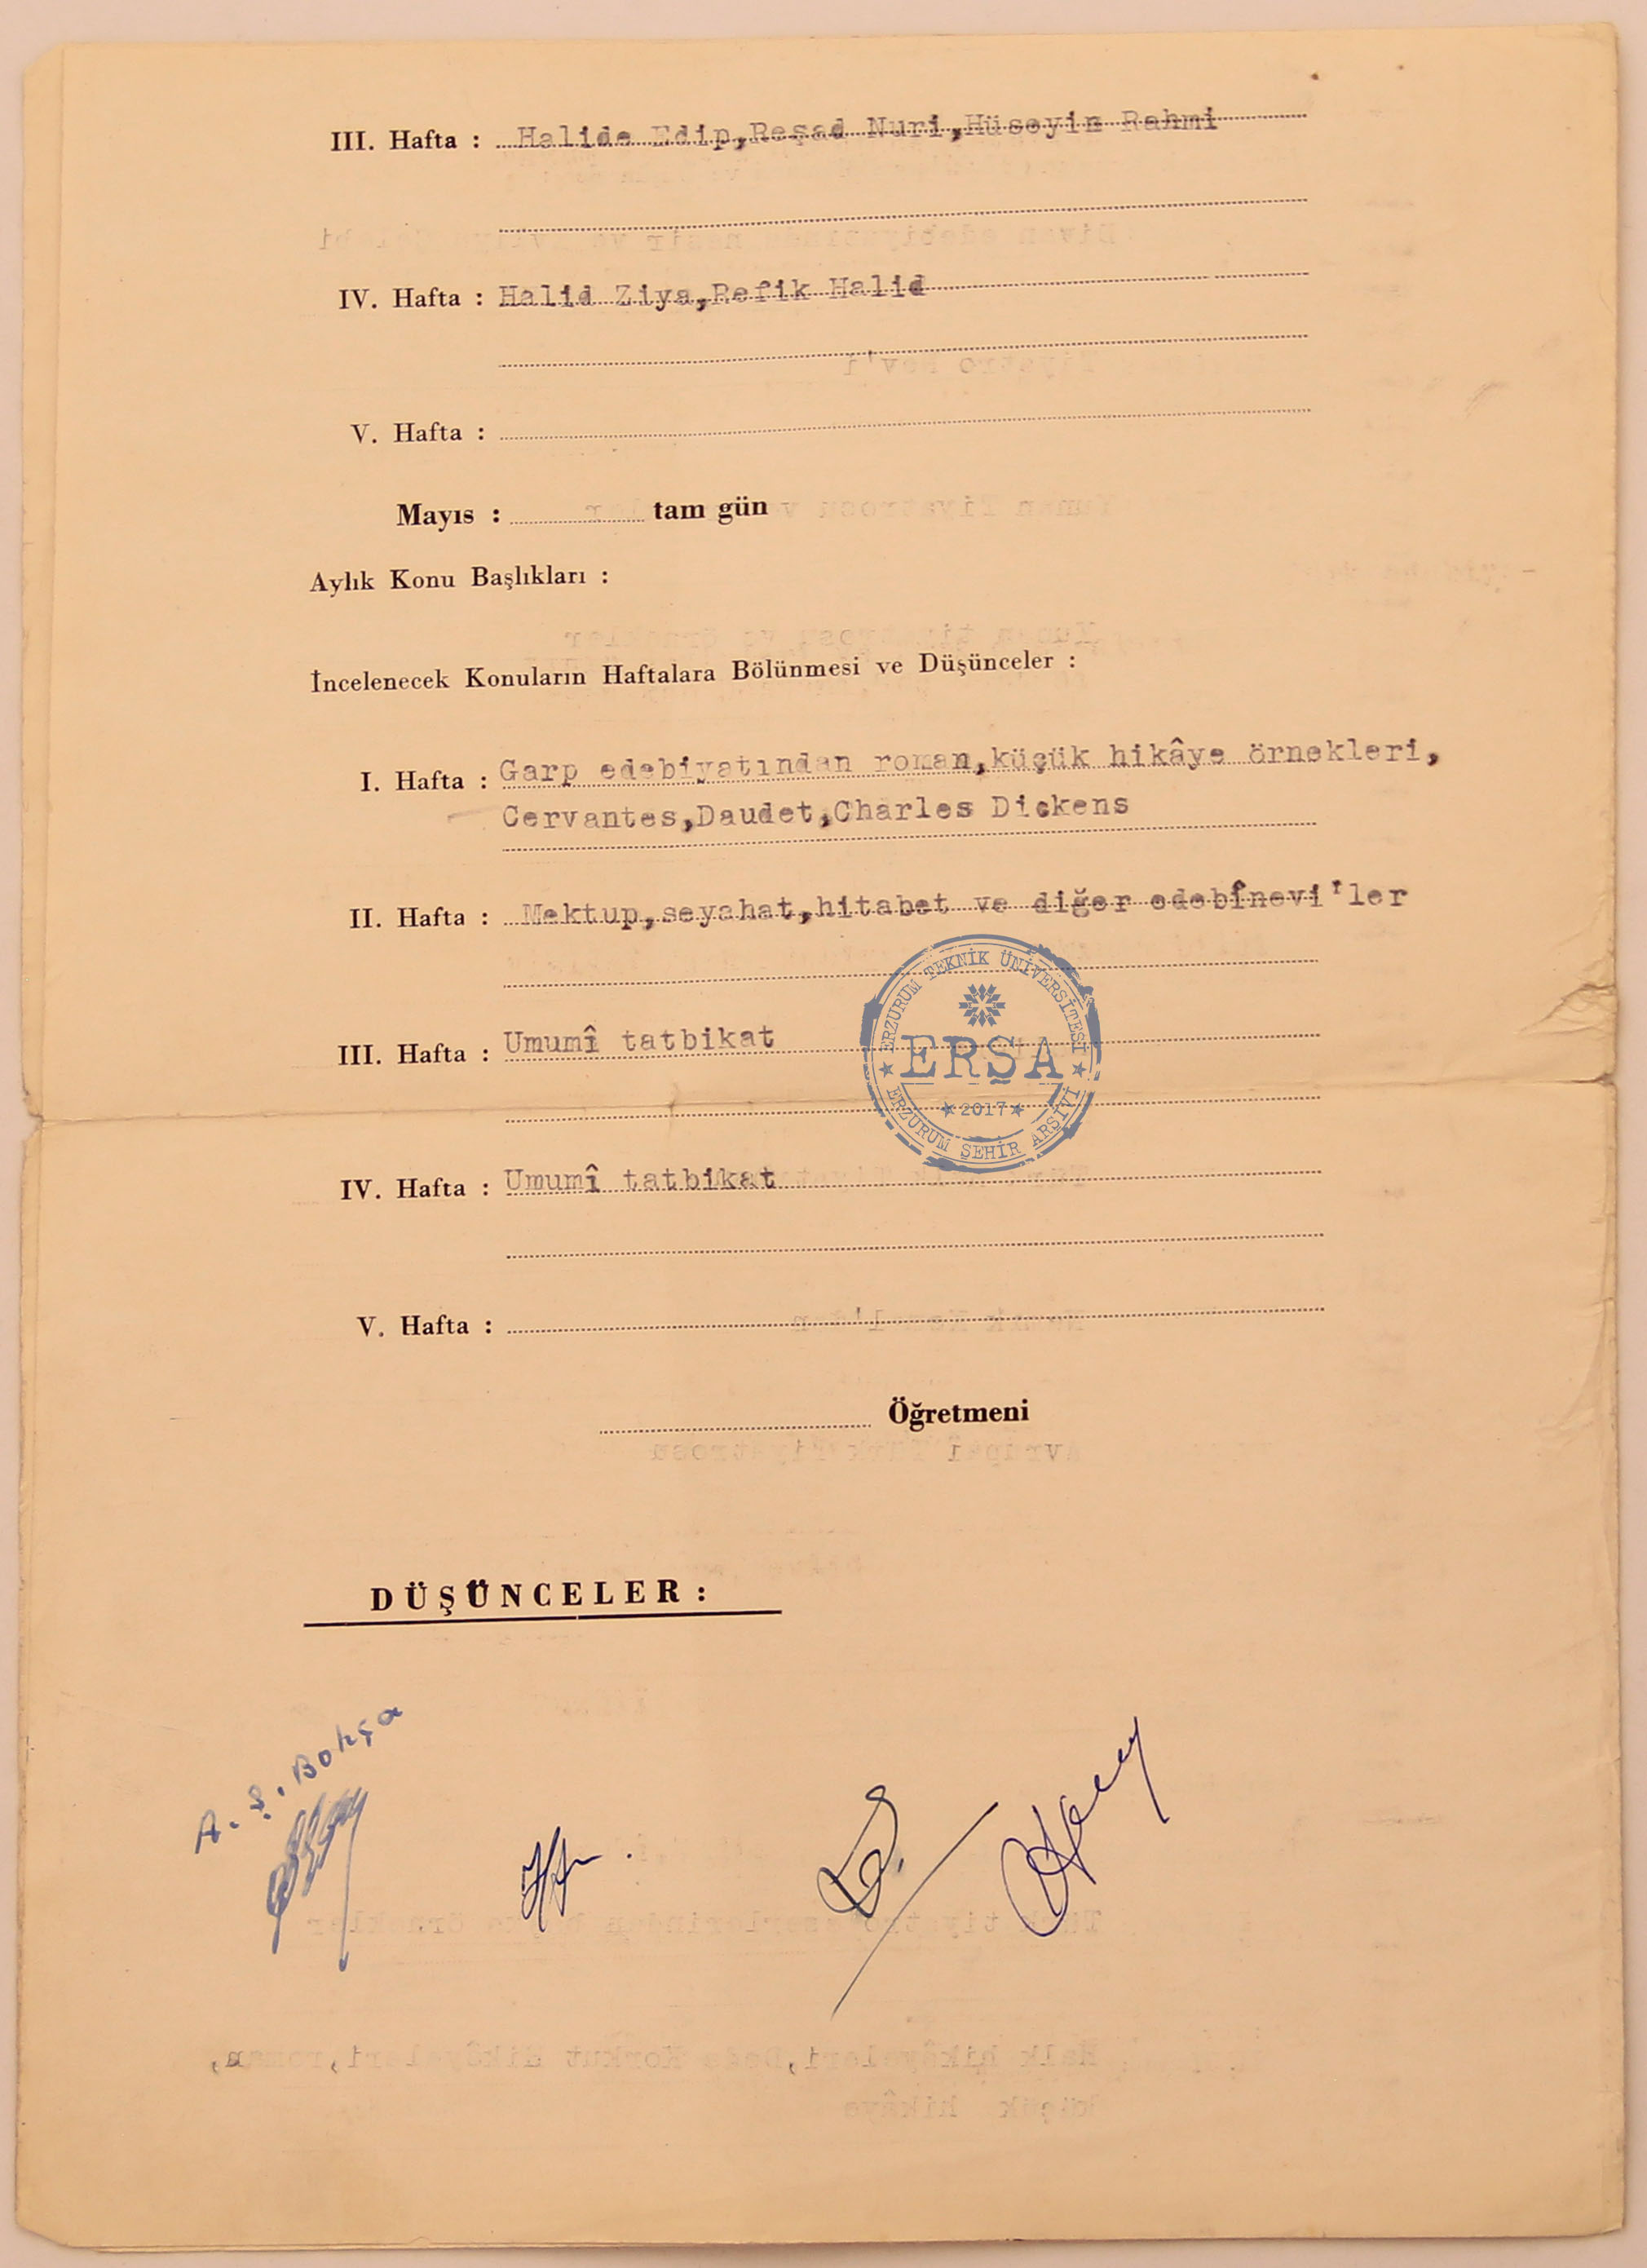 III. Hafta : Halide Edip,Reşad Nuri,Hüseyin Rahmi
IV. Hafta : Halid Ziya,Refik Halid
V. Hafta :
Mayıs : tam gün
Aylık Konu Başlıkları :
İncelenecek Konuların Haftalara Bölünmesi ve Düşünceler :
I. Hafta : Garp edebiyatından roman,küçük hikâye örnekleri,
Cervantes,Daudet,Charles Dickens
II. Hafta : Mektup,seyahat,hitabet ve diğer edebî nevi'ler
ERZURUM TEKNİK ÜNİVERSİTESİ
ERŞA
2017
ERZURUM ŞEHİR ARŞİVİ
III. Hafta : Umumî tatbikat
IV. Hafta : Umumî tatbikat
V. Hafta :
Öğretmeni
DÜŞÜNCELER :
A. Ş. Bohça